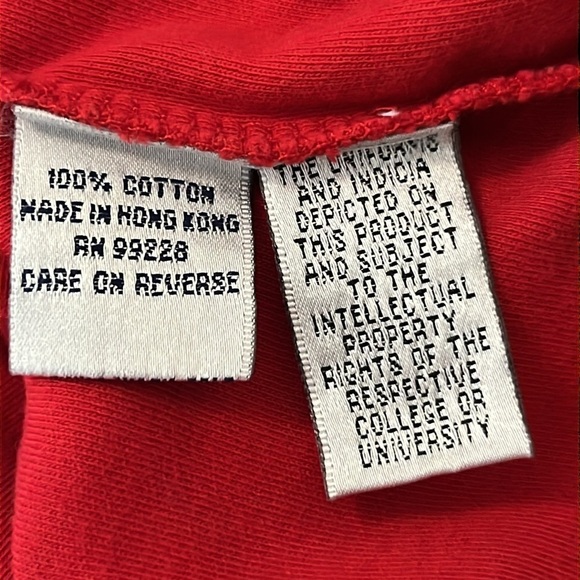 100% COTTON
MADE IN HONG KONG
RN 99228
CARE ON REVERSE
THE UNIFORMS
AND INDICIA
DEPICTED ON
THIS PRODUCT
AND SUBJECT
TO THE
INTELLECTUAL
PROPERTY
RIGHTS OF THE
RESPECTIVE
COLLEGE OR
UNIVERSITY